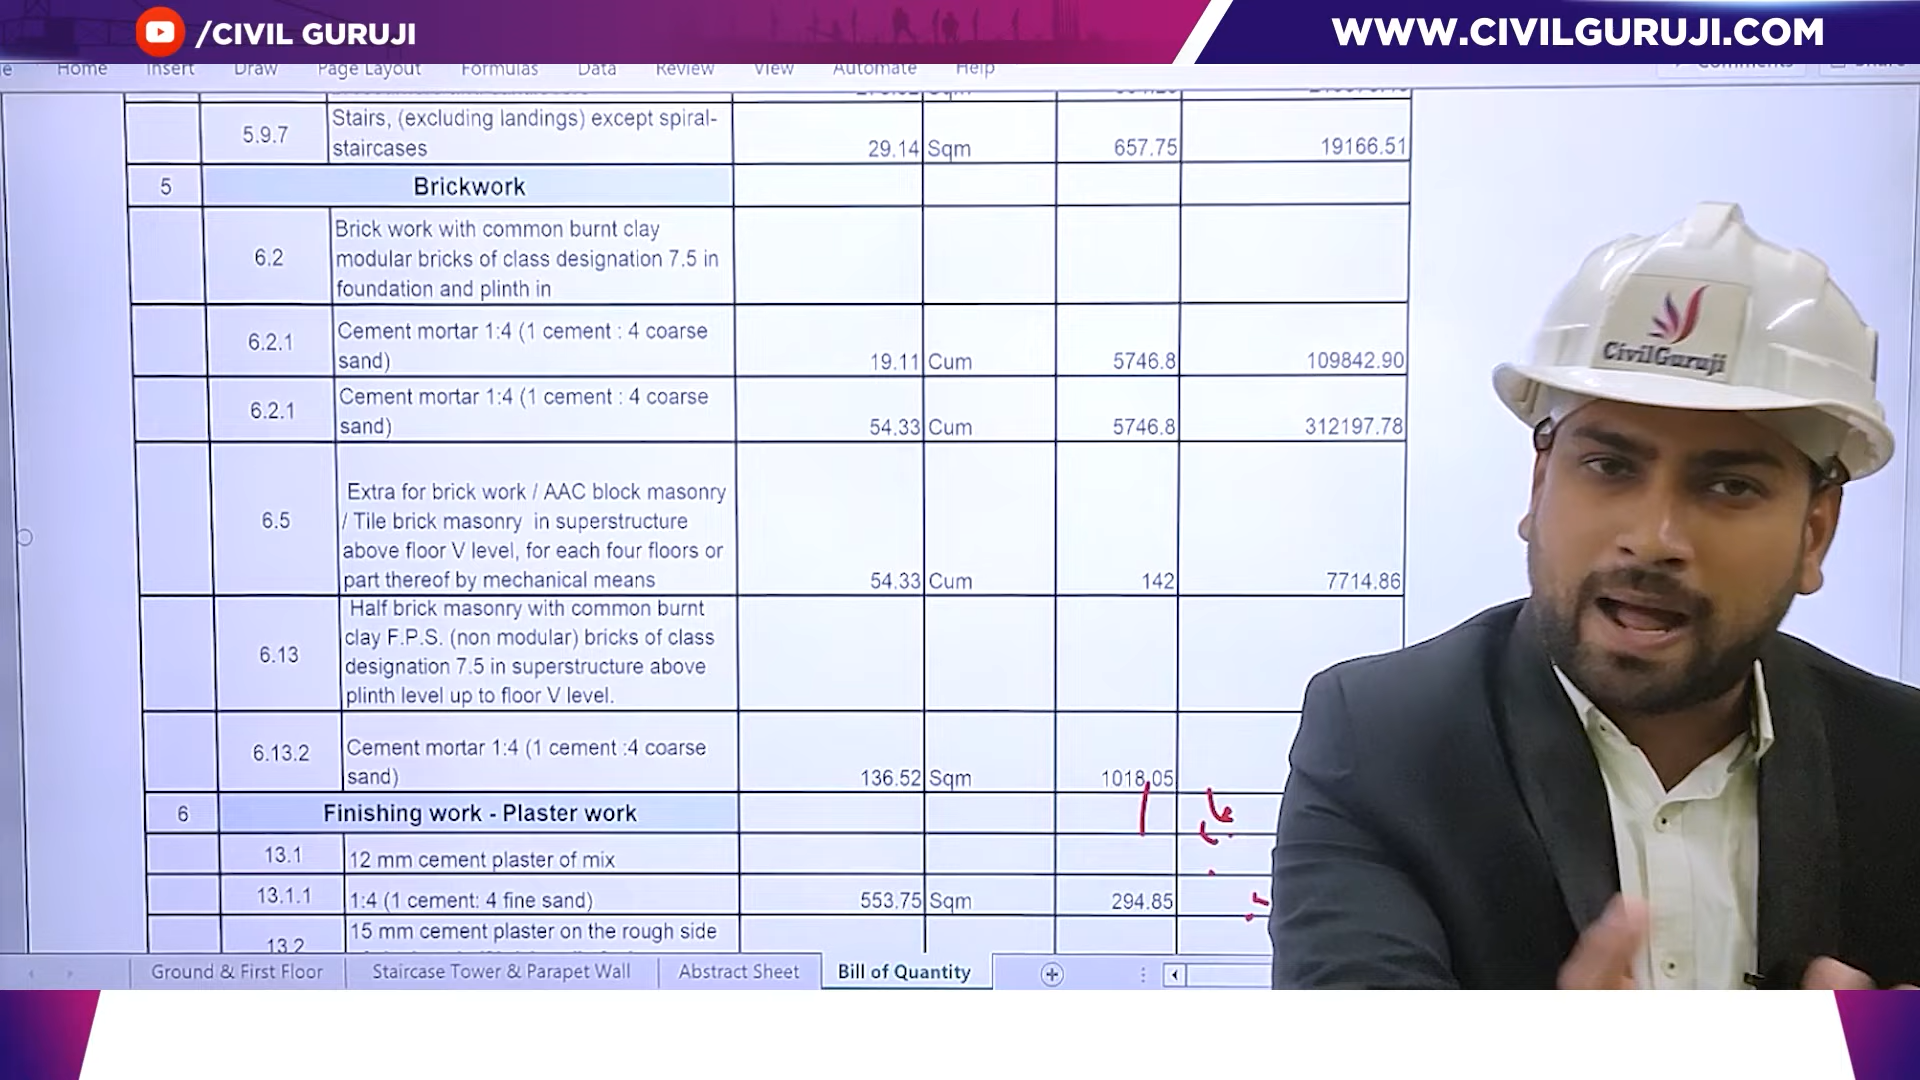 /CIVIL GURUJI
WWW.CIVILGURUJI.COM
Home Insert Draw Page Layout Formulas Data Review View Automate Help
Comments
5.9.7 Stairs, (excluding landings) except spiral-
staircases 29.14 Sqm 657.75 19166.51
5 Brickwork
6.2 Brick work with common burnt clay
modular bricks of class designation 7.5 in
foundation and plinth in
6.2.1 Cement mortar 1:4 (1 cement : 4 coarse
sand) 19.11 Cum 5746.8 109842.90
6.2.1 Cement mortar 1:4 (1 cement : 4 coarse
sand) 54.33 Cum 5746.8 312197.78
6.5 Extra for brick work / AAC block masonry
/ Tile brick masonry in superstructure
above floor V level, for each four floors or
part thereof by mechanical means 54.33 Cum 142 7714.86
6.13 Half brick masonry with common burnt
clay F.P.S. (non modular) bricks of class
designation 7.5 in superstructure above
plinth level up to floor V level.
6.13.2 Cement mortar 1:4 (1 cement :4 coarse
sand) 136.52 Sqm 1018.05
6 Finishing work - Plaster work
13.1 12 mm cement plaster of mix
13.1.1 1:4 (1 cement: 4 fine sand) 553.75 Sqm 294.85
13.2 15 mm cement plaster on the rough side
Ground & First Floor Staircase Tower & Parapet Wall Abstract Sheet Bill of Quantity
CivilGuruji